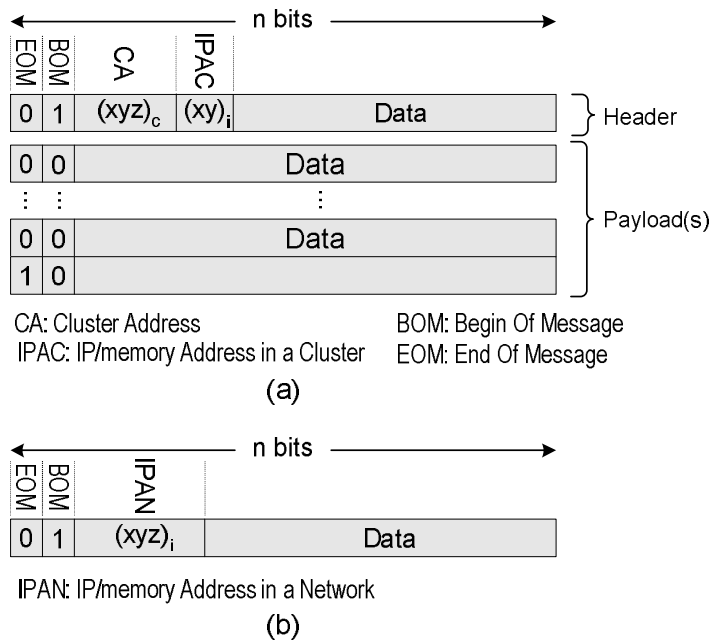 n bits
EOM BOM CA IPAC
0 1 (xyz)c (xy)i Data Header
0 0 Data
⋮ ⋮ ⋮
Payload(s)
0 0 Data
1 0
CA: Cluster Address BOM: Begin Of Message
IPAC: IP/memory Address in a Cluster EOM: End Of Message
(a)
n bits
EOM BOM IPAN
0 1 (xyz)i Data
IPAN: IP/memory Address in a Network
(b)